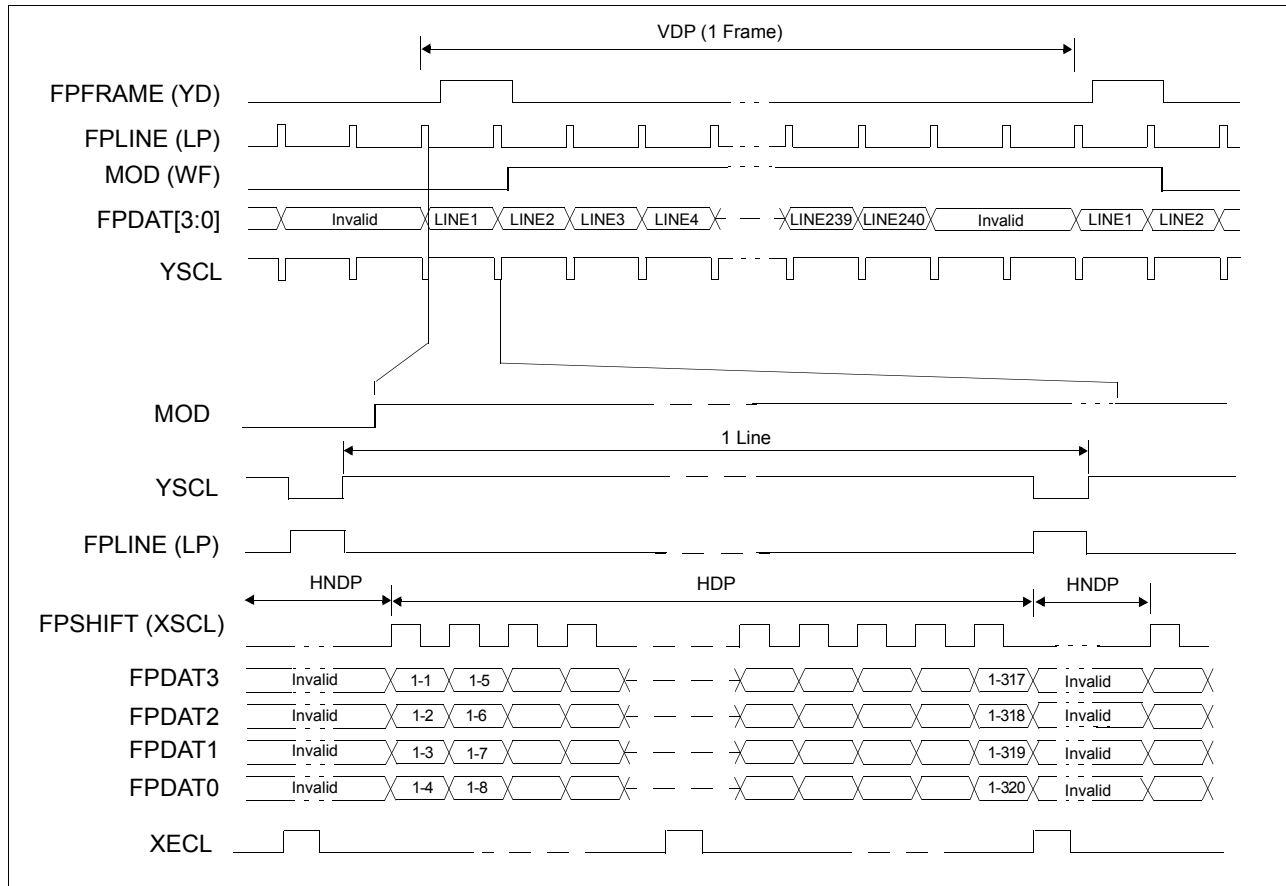 VDP (1 Frame)
FPFRAME (YD)
FPLINE (LP)
MOD (WF)
FPDAT[3:0] Invalid LINE1 LINE2 LINE3 LINE4 LINE239 LINE240 Invalid LINE1 LINE2
YSCL
MOD
1 Line
YSCL
FPLINE (LP)
HNDP HDP HNDP
FPSHIFT (XSCL)
FPDAT3 Invalid 1-1 1-5 1-317 Invalid
FPDAT2 Invalid 1-2 1-6 1-318 Invalid
FPDAT1 Invalid 1-3 1-7 1-319 Invalid
FPDAT0 Invalid 1-4 1-8 1-320 Invalid
XECL